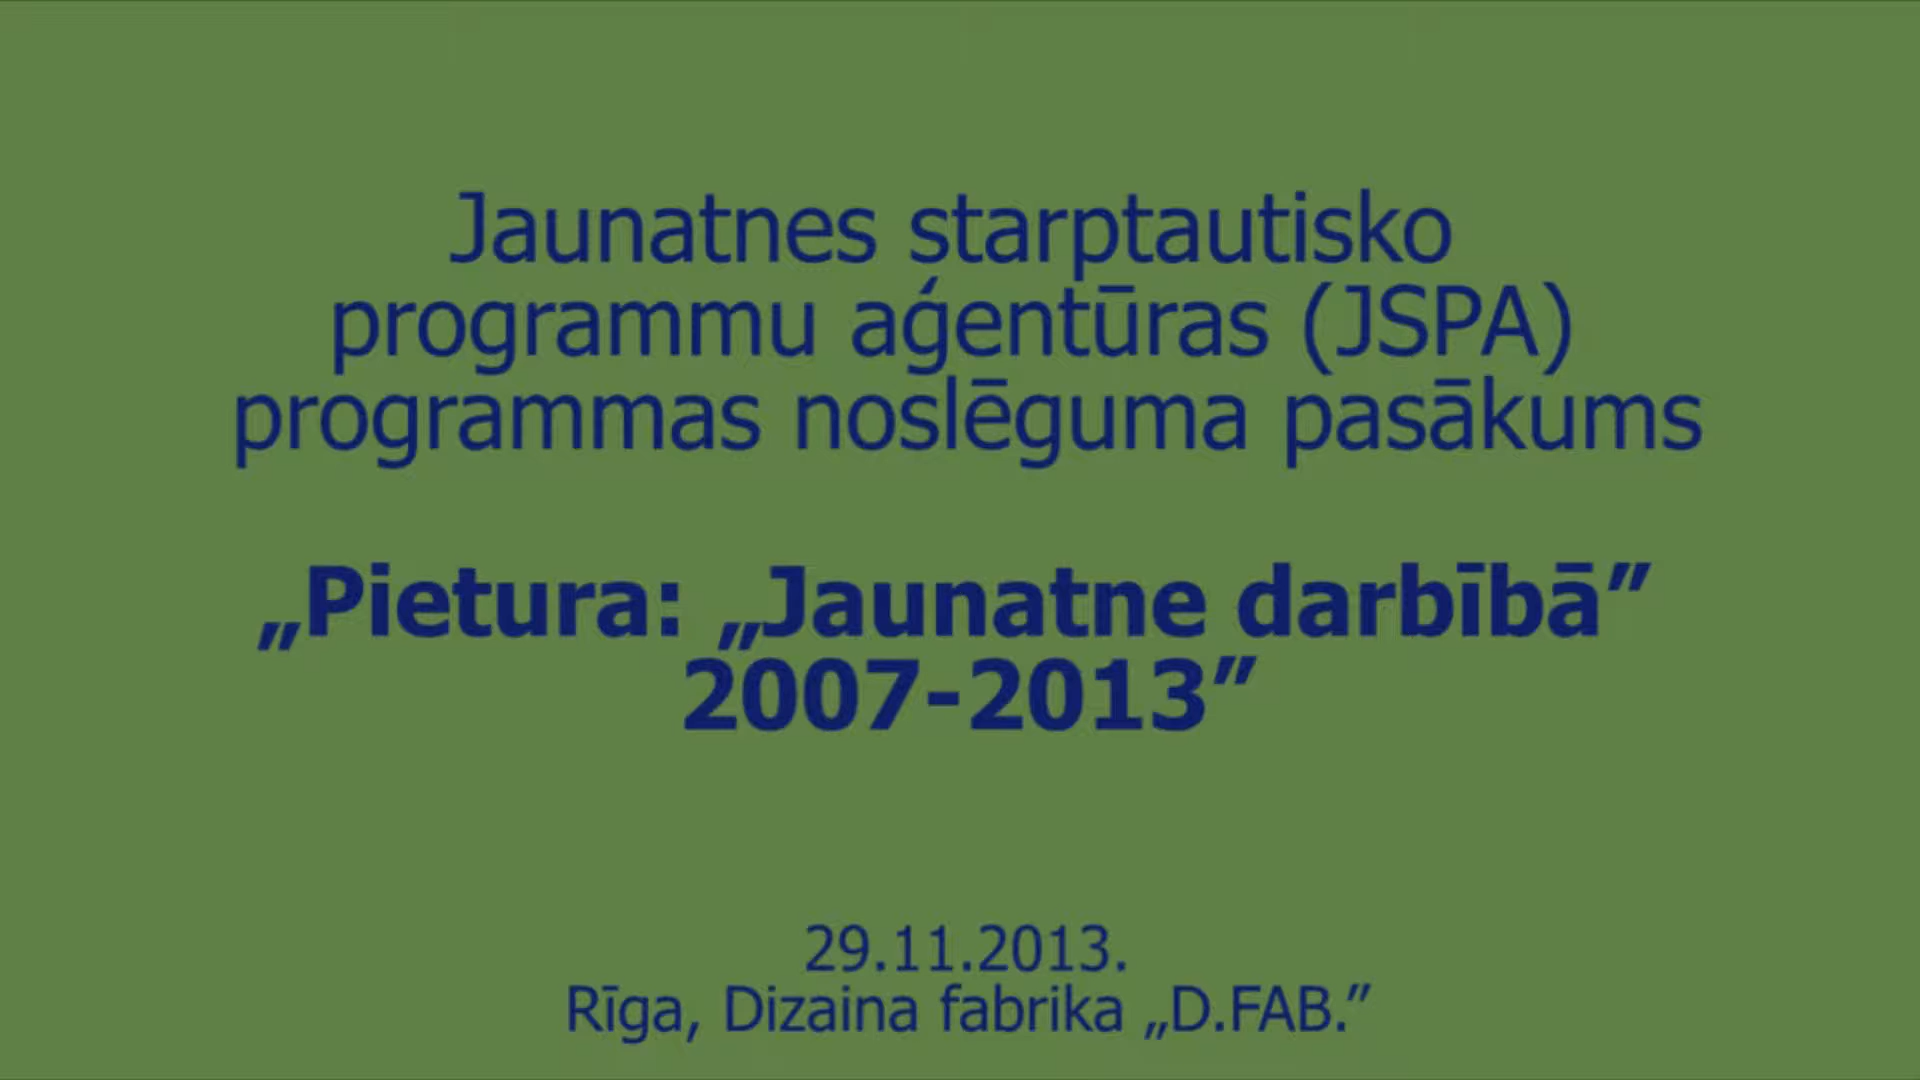 Jaunatnes starptautisko
programmu aģentūras (JSPA)
programmas noslēguma pasākums
„Pietura: „Jaunatne darbībā”
2007-2013”
29.11.2013.
Rīga, Dizaina fabrika „D.FAB.”